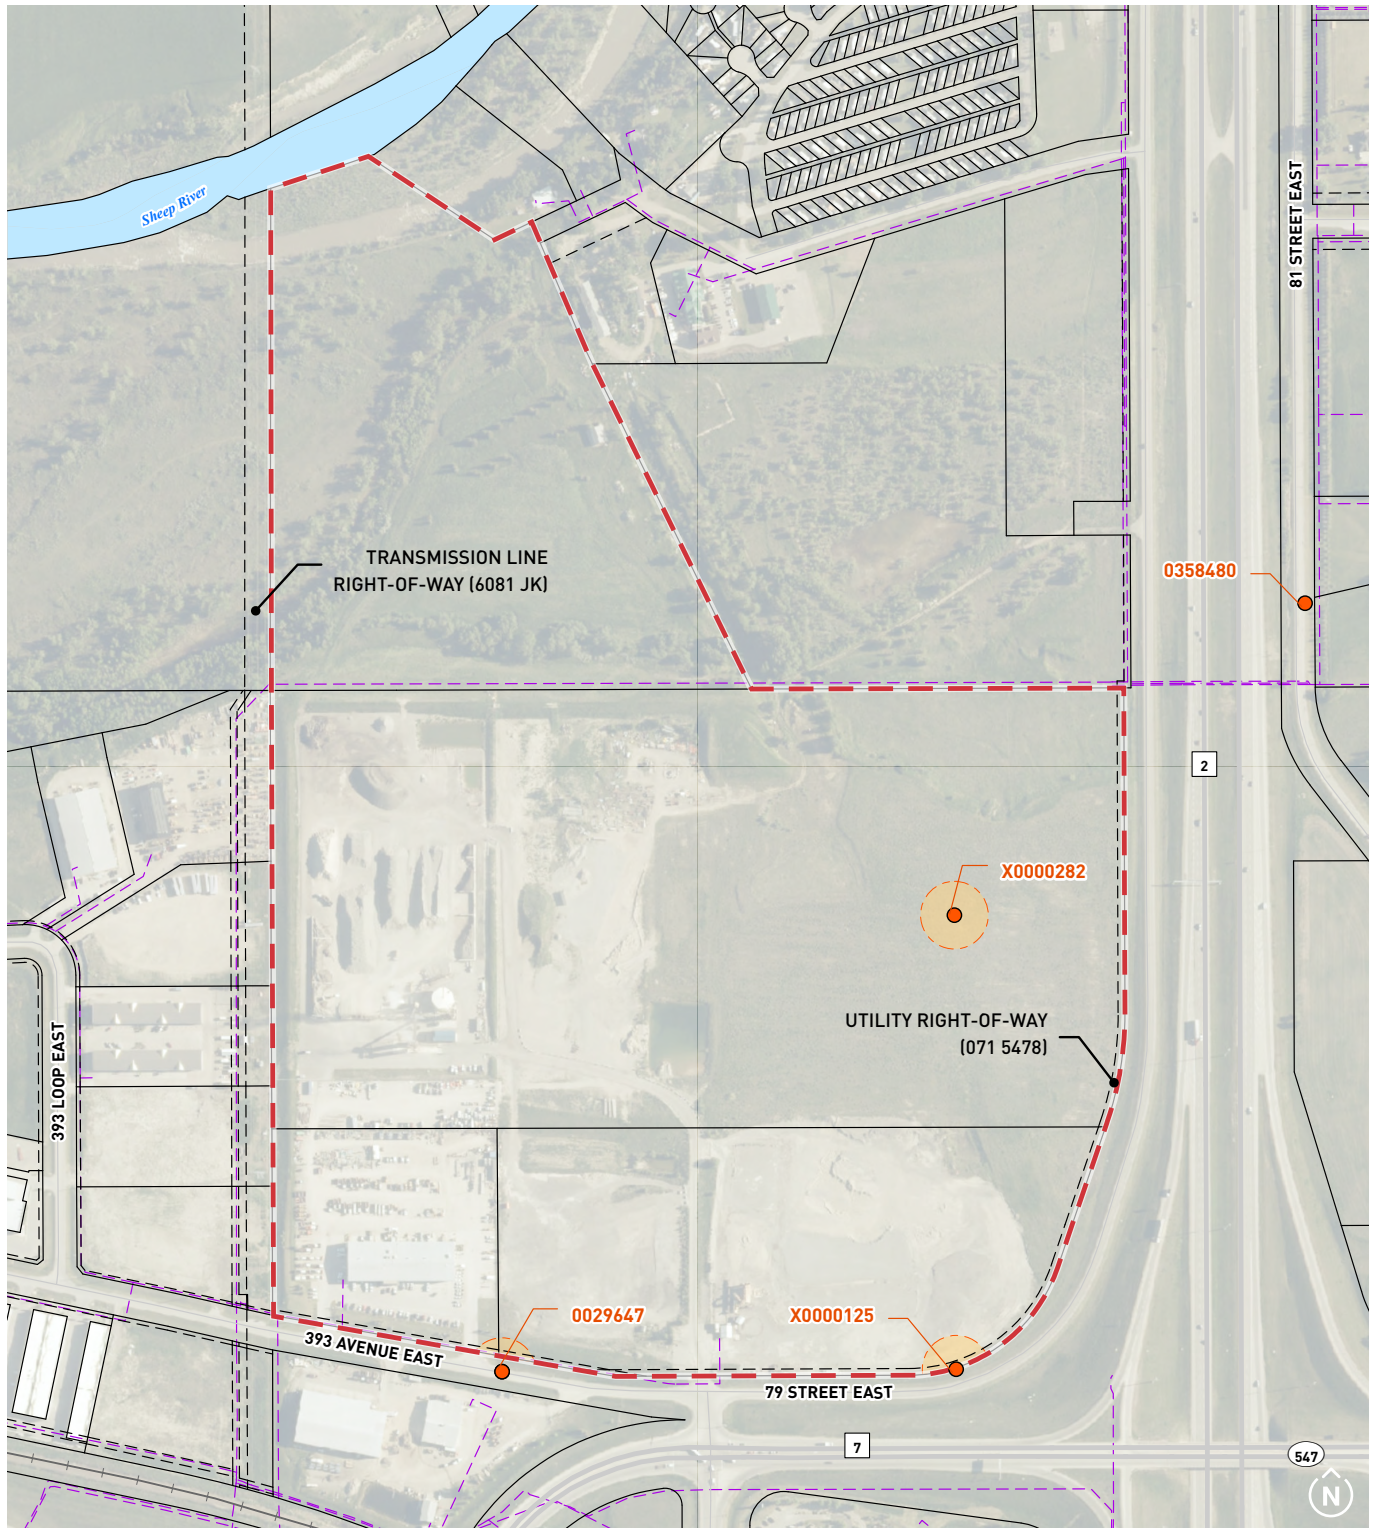 Sheep River
81 STREET EAST
TRANSMISSION LINE
RIGHT-OF-WAY (6081 JK)
0358480
2
X0000282
UTILITY RIGHT-OF-WAY
(071 5478)
393 LOOP EAST
0029647
X0000125
393 AVENUE EAST
79 STREET EAST
7
547
N